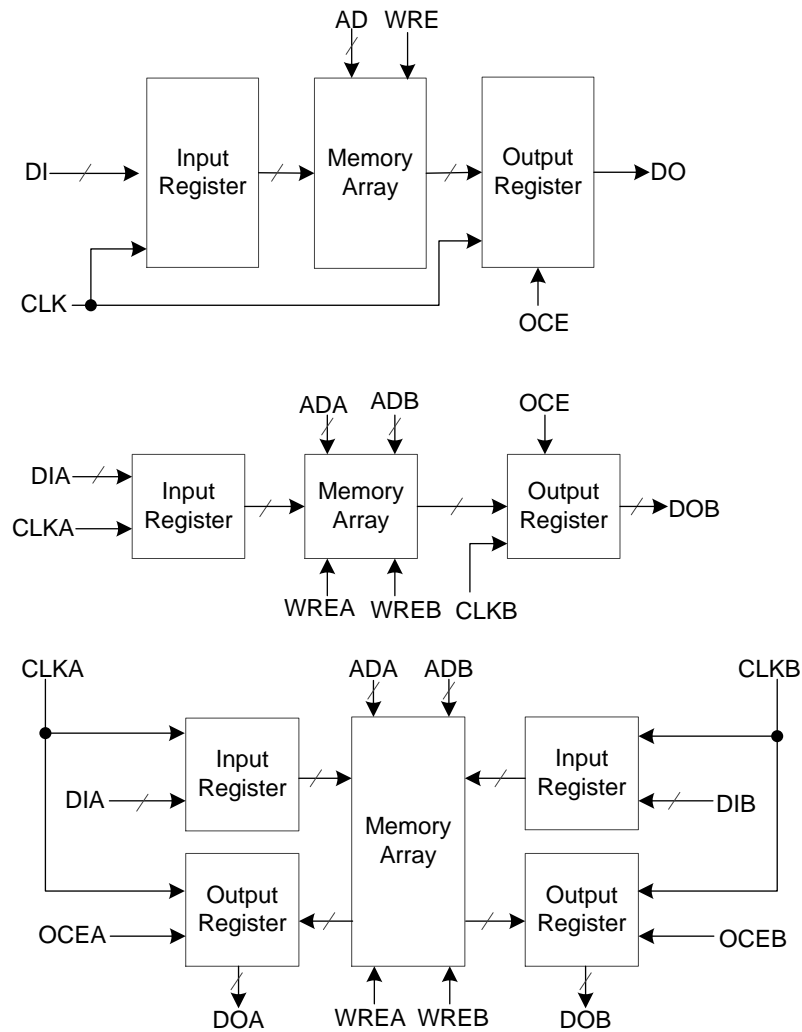 AD WRE
Input
Register
Memory
Array
Output
Register
DI
DO
CLK
OCE
ADA ADB
OCE
DIA
CLKA
Input
Register
Memory
Array
Output
Register
DOB
WREA WREB
CLKB
CLKA
ADA ADB
CLKB
Input
Register
Input
Register
DIA
DIB
Memory
Array
Output
Register
Output
Register
OCEA
OCEB
DOA
WREA WREB
DOB